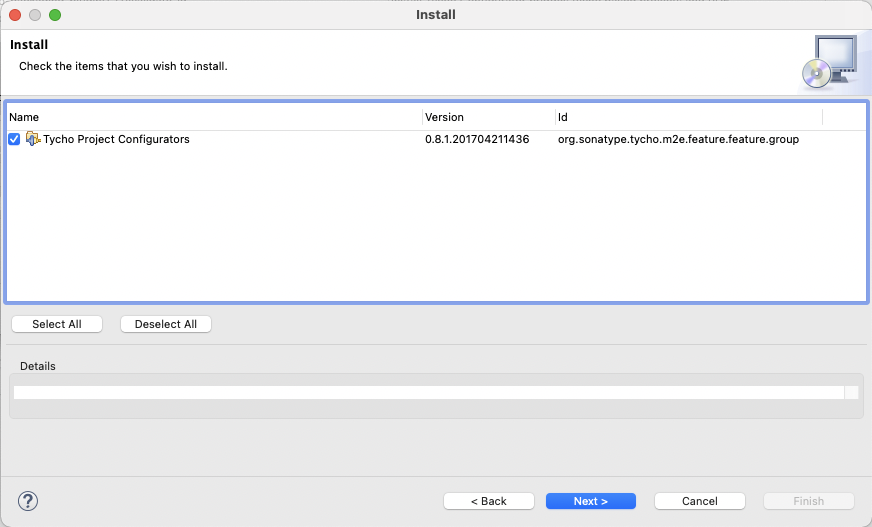 Install
Install
Check the items that you wish to install.
Name Version Id
Tycho Project Configurators 0.8.1.201704211436 org.sonatype.tycho.m2e.feature.feature.group
Select All Deselect All
Details
? < Back Next > Cancel Finish